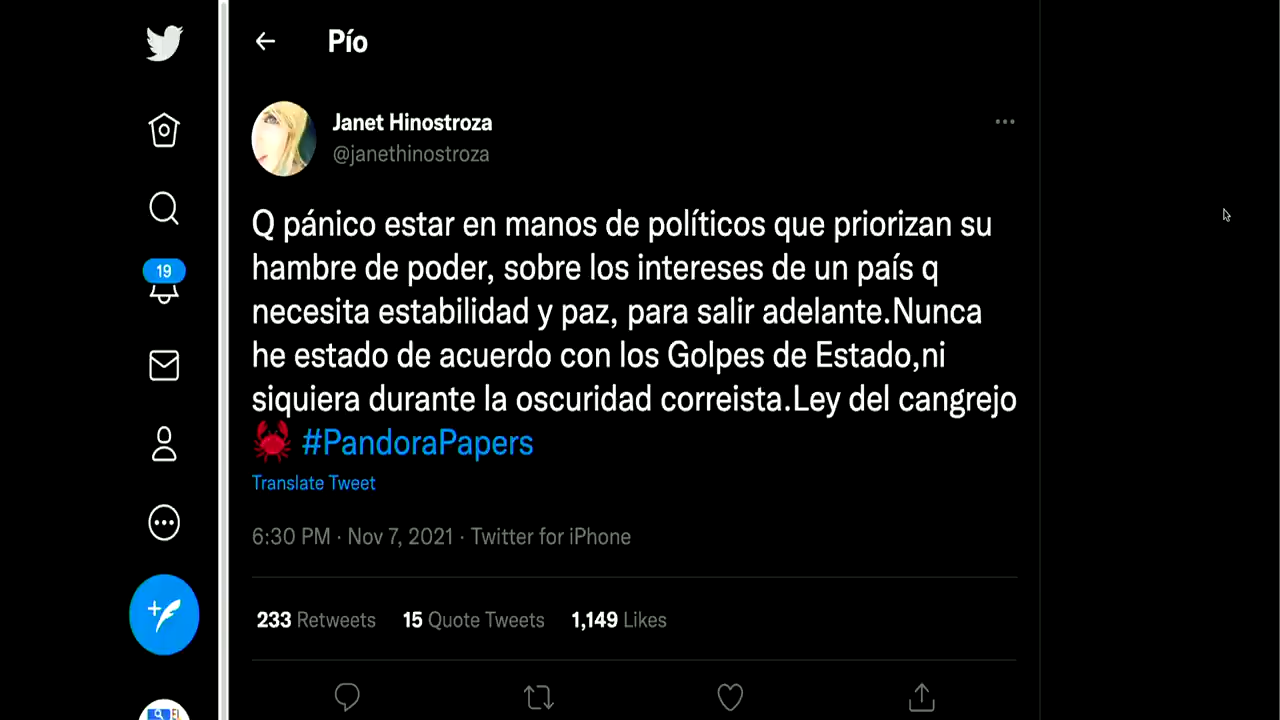 Pío
Janet Hinostroza
@janethinostroza
Q pánico estar en manos de políticos que priorizan su
hambre de poder, sobre los intereses de un país q
necesita estabilidad y paz, para salir adelante.Nunca
he estado de acuerdo con los Golpes de Estado,ni
siquiera durante la oscuridad correista.Ley del cangrejo
🦀 #PandoraPapers
Translate Tweet
19
6:30 PM · Nov 7, 2021 · Twitter for iPhone
233 Retweets 15 Quote Tweets 1,149 Likes